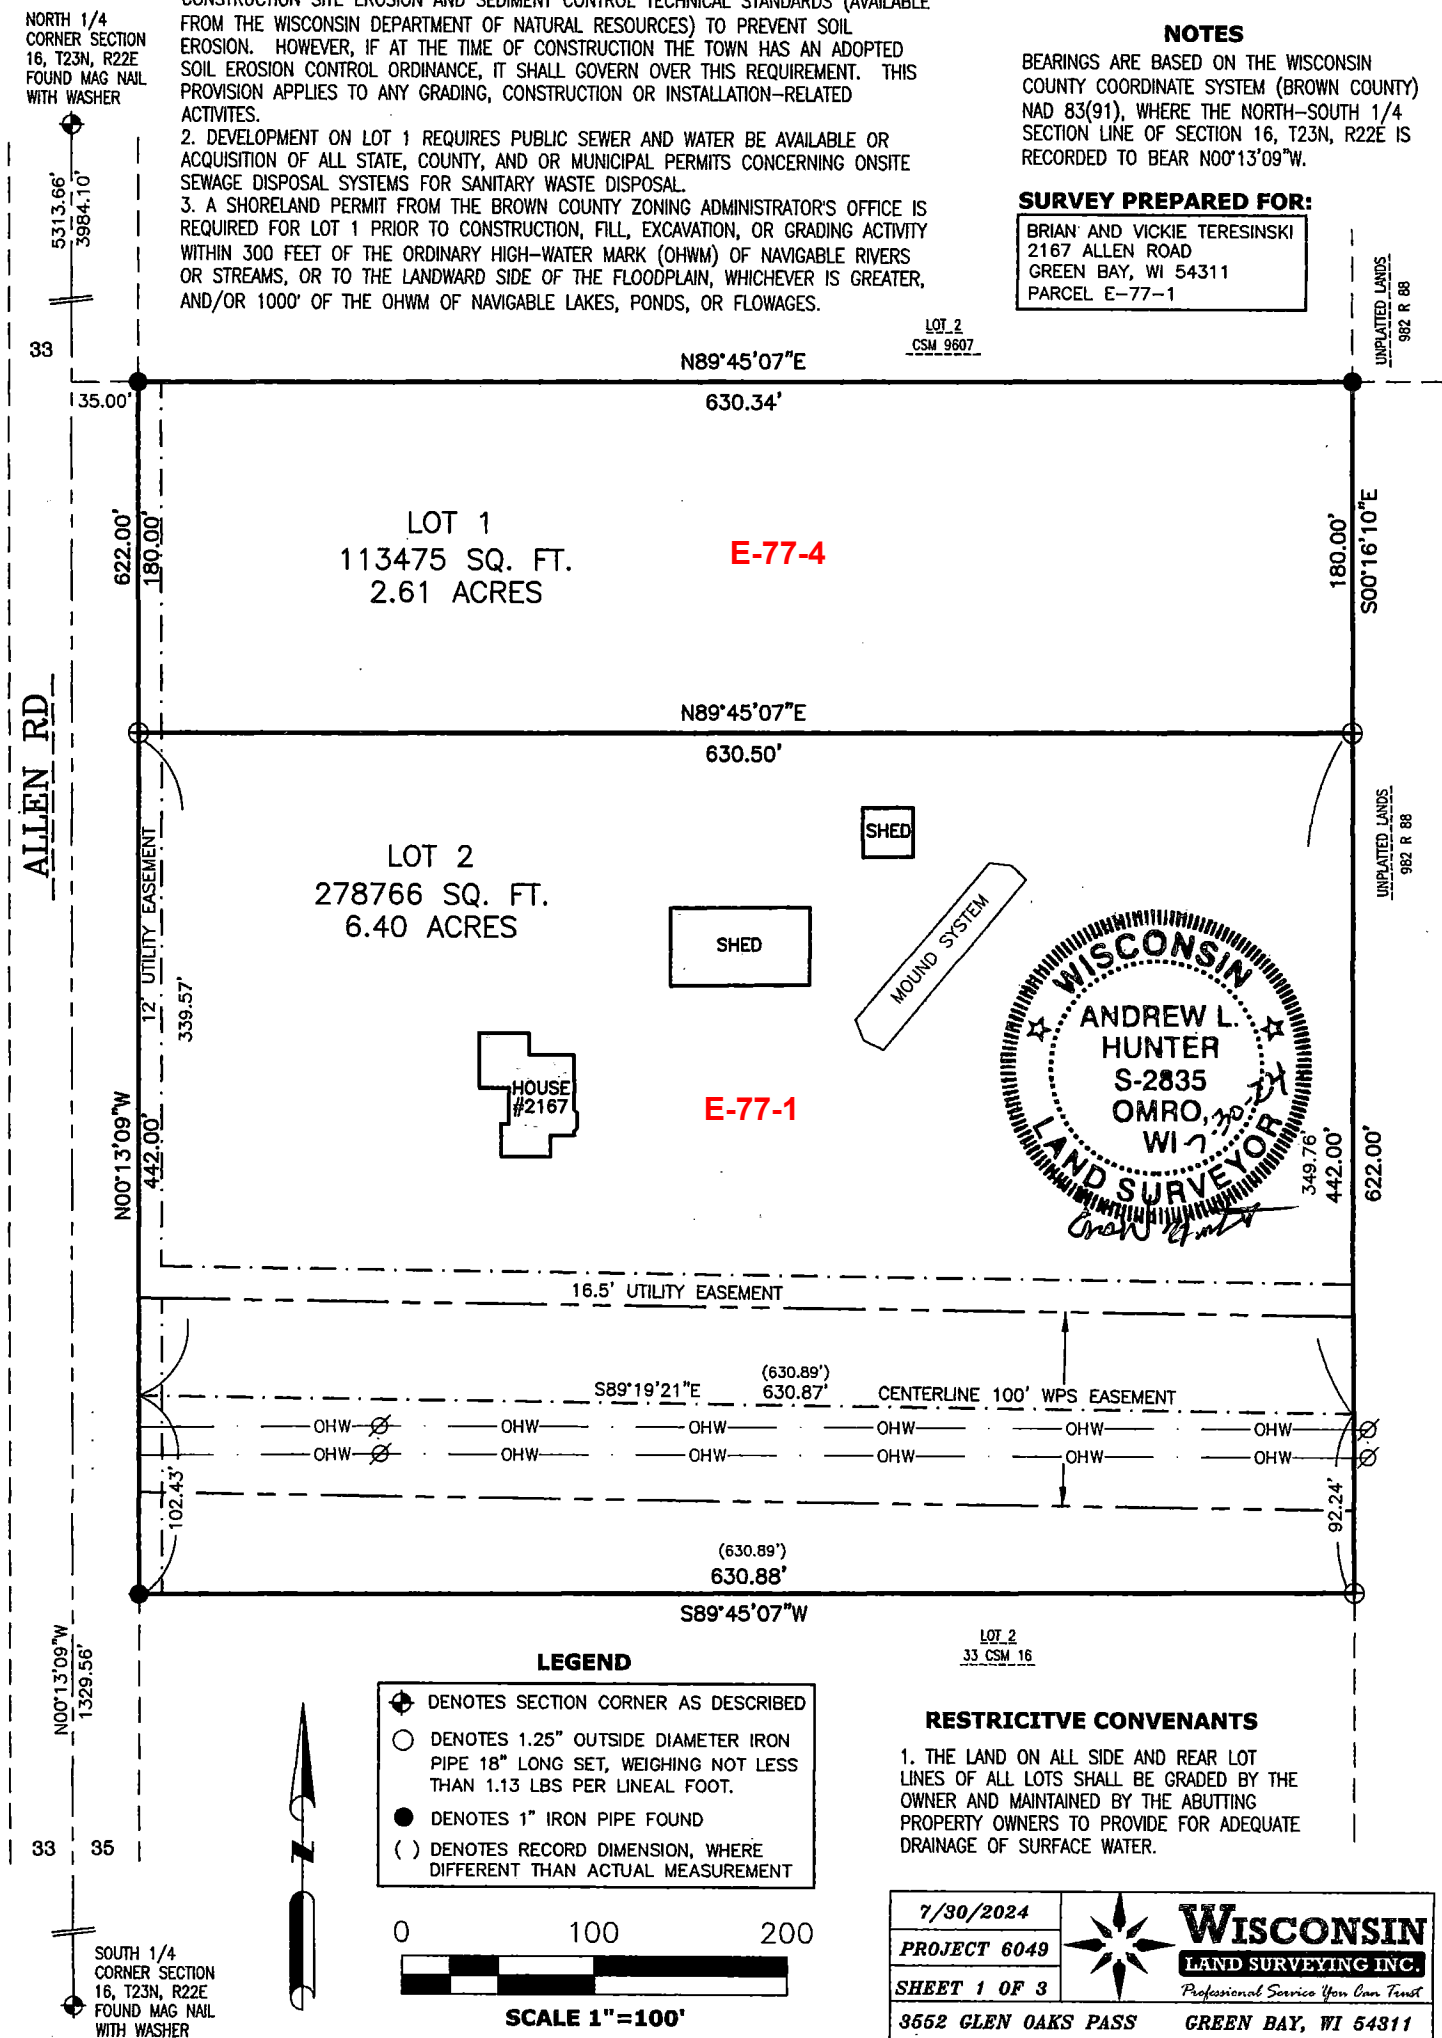 CONSTRUCTION SITE EROSION AND SEDIMENT CONTROL TECHNICAL STANDARDS (AVAILABLE
FROM THE WISCONSIN DEPARTMENT OF NATURAL RESOURCES) TO PREVENT SOIL
EROSION. HOWEVER, IF AT THE TIME OF CONSTRUCTION THE TOWN HAS AN ADOPTED
SOIL EROSION CONTROL ORDINANCE, IT SHALL GOVERN OVER THIS REQUIREMENT. THIS
PROVISION APPLIES TO ANY GRADING, CONSTRUCTION OR INSTALLATION-RELATED
ACTIVITES.
2. DEVELOPMENT ON LOT 1 REQUIRES PUBLIC SEWER AND WATER BE AVAILABLE OR
ACQUISITION OF ALL STATE, COUNTY, AND OR MUNICIPAL PERMITS CONCERNING ONSITE
SEWAGE DISPOSAL SYSTEMS FOR SANITARY WASTE DISPOSAL.
3. A SHORELAND PERMIT FROM THE BROWN COUNTY ZONING ADMINISTRATOR'S OFFICE IS
REQUIRED FOR LOT 1 PRIOR TO CONSTRUCTION, FILL, EXCAVATION, OR GRADING ACTIVITY
WITHIN 300 FEET OF THE ORDINARY HIGH-WATER MARK (OHWM) OF NAVIGABLE RIVERS
OR STREAMS, OR TO THE LANDWARD SIDE OF THE FLOODPLAIN, WHICHEVER IS GREATER,
AND/OR 1000' OF THE OHWM OF NAVIGABLE LAKES, PONDS, OR FLOWAGES.
NORTH 1/4
CORNER SECTION
16, T23N, R22E
FOUND MAG NAIL
WITH WASHER
5313.66'
3984.10'
33
NOTES
BEARINGS ARE BASED ON THE WISCONSIN
COUNTY COORDINATE SYSTEM (BROWN COUNTY)
NAD 83(91), WHERE THE NORTH-SOUTH 1/4
SECTION LINE OF SECTION 16, T23N, R22E IS
RECORDED TO BEAR N00°13'09"W.
SURVEY PREPARED FOR:
BRIAN AND VICKIE TERESINSKI
2167 ALLEN ROAD
GREEN BAY, WI 54311
PARCEL E-77-1
UNPLATTED LANDS
982 R 88
LOT 2
CSM 9607
N89°45'07"E
630.34'
35.00'
622.00'
180.00'
LOT 1
113475 SQ. FT.
2.61 ACRES
E-77-4
180.00'
S00°16'10"E
N89°45'07"E
630.50'
ALLEN RD
12' UTILITY EASEMENT
339.57'
LOT 2
278766 SQ. FT.
6.40 ACRES
SHED
SHED
MOUND SYSTEM
UNPLATTED LANDS
982 R 88
HOUSE
#2167
E-77-1
WISCONSIN
ANDREW L.
HUNTER
S-2835
OMRO,
WI
LAND SURVEYOR
7-30-24
N00°13'09"W
442.00'
349.76'
442.00'
622.00'
16.5' UTILITY EASEMENT
(630.89')
S89°19'21"E 630.87' CENTERLINE 100' WPS EASEMENT
OHW OHW OHW OHW OHW OHW
OHW OHW OHW OHW OHW OHW
102.43'
92.24'
(630.89')
630.88'
S89°45'07"W
LOT 2
33 CSM 16
N00°13'09"W
1329.56'
33 35
SOUTH 1/4
CORNER SECTION
16, T23N, R22E
FOUND MAG NAIL
WITH WASHER
LEGEND
DENOTES SECTION CORNER AS DESCRIBED
DENOTES 1.25" OUTSIDE DIAMETER IRON
PIPE 18" LONG SET, WEIGHING NOT LESS
THAN 1.13 LBS PER LINEAL FOOT.
DENOTES 1" IRON PIPE FOUND
( ) DENOTES RECORD DIMENSION, WHERE
DIFFERENT THAN ACTUAL MEASUREMENT
N
0 100 200
SCALE 1"=100'
RESTRICITVE CONVENANTS
1. THE LAND ON ALL SIDE AND REAR LOT
LINES OF ALL LOTS SHALL BE GRADED BY THE
OWNER AND MAINTAINED BY THE ABUTTING
PROPERTY OWNERS TO PROVIDE FOR ADEQUATE
DRAINAGE OF SURFACE WATER.
7/30/2024
PROJECT 6049
SHEET 1 OF 3
WISCONSIN
LAND SURVEYING INC.
Professional Service You Can Trust
3552 GLEN OAKS PASS GREEN BAY, WI 54311